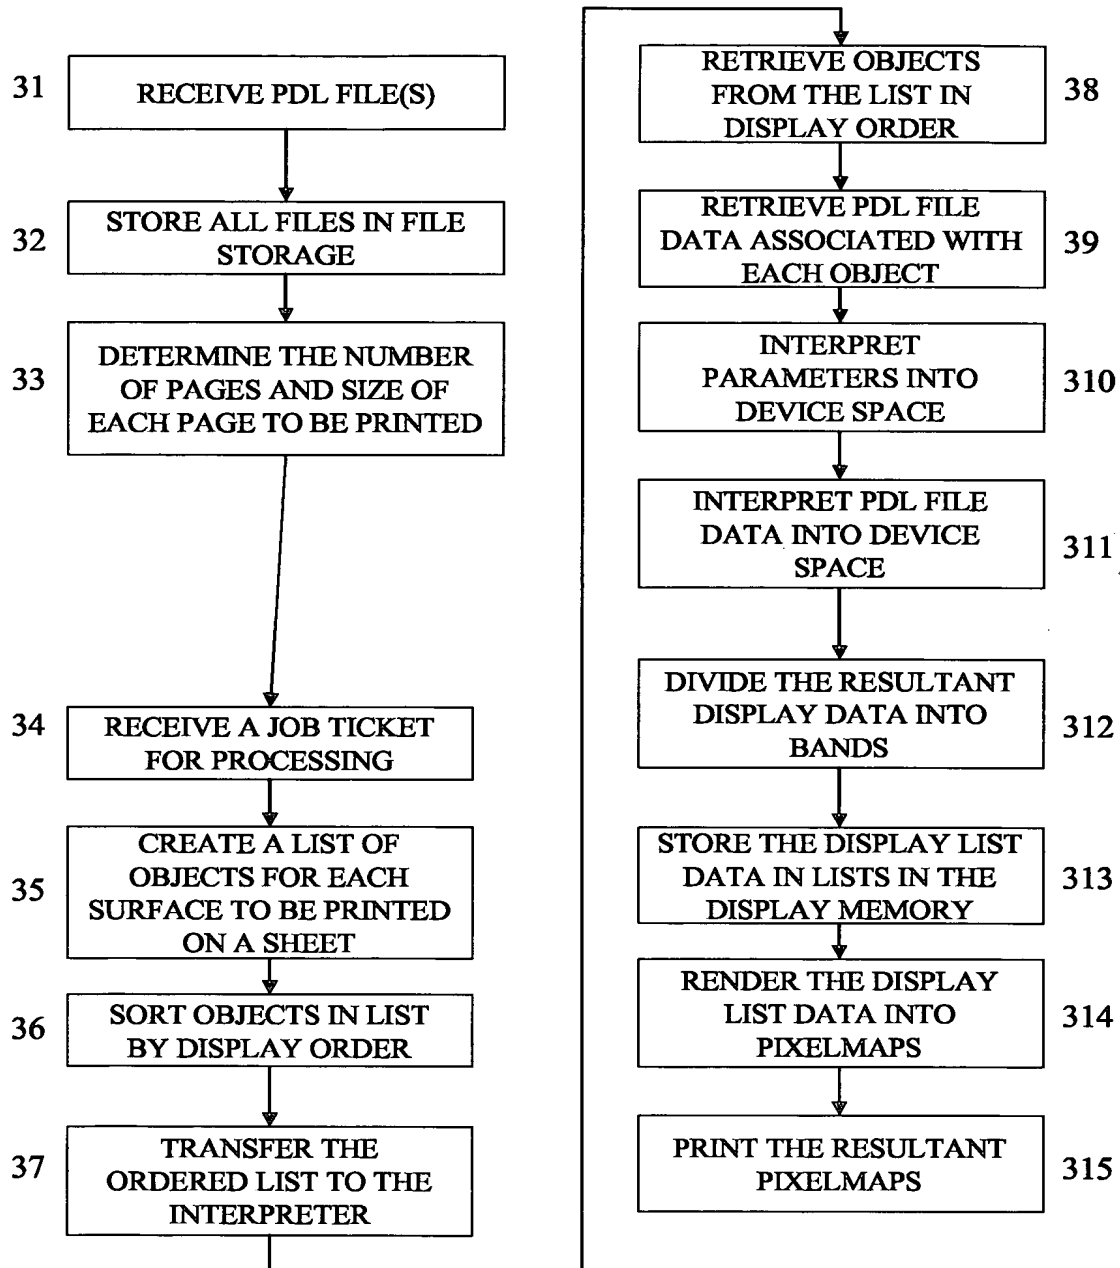 31
RECEIVE PDL FILE(S)
32
STORE ALL FILES IN FILE
STORAGE
33
DETERMINE THE NUMBER
OF PAGES AND SIZE OF
EACH PAGE TO BE PRINTED
34
RECEIVE A JOB TICKET
FOR PROCESSING
35
CREATE A LIST OF
OBJECTS FOR EACH
SURFACE TO BE PRINTED
ON A SHEET
36
SORT OBJECTS IN LIST
BY DISPLAY ORDER
37
TRANSFER THE
ORDERED LIST TO THE
INTERPRETER
RETRIEVE OBJECTS
FROM THE LIST IN
DISPLAY ORDER
38
RETRIEVE PDL FILE
DATA ASSOCIATED WITH
EACH OBJECT
39
INTERPRET
PARAMETERS INTO
DEVICE SPACE
310
INTERPRET PDL FILE
DATA INTO DEVICE
SPACE
311
DIVIDE THE RESULTANT
DISPLAY DATA INTO
BANDS
312
STORE THE DISPLAY LIST
DATA IN LISTS IN THE
DISPLAY MEMORY
313
RENDER THE DISPLAY
LIST DATA INTO
PIXELMAPS
314
PRINT THE RESULTANT
PIXELMAPS
315